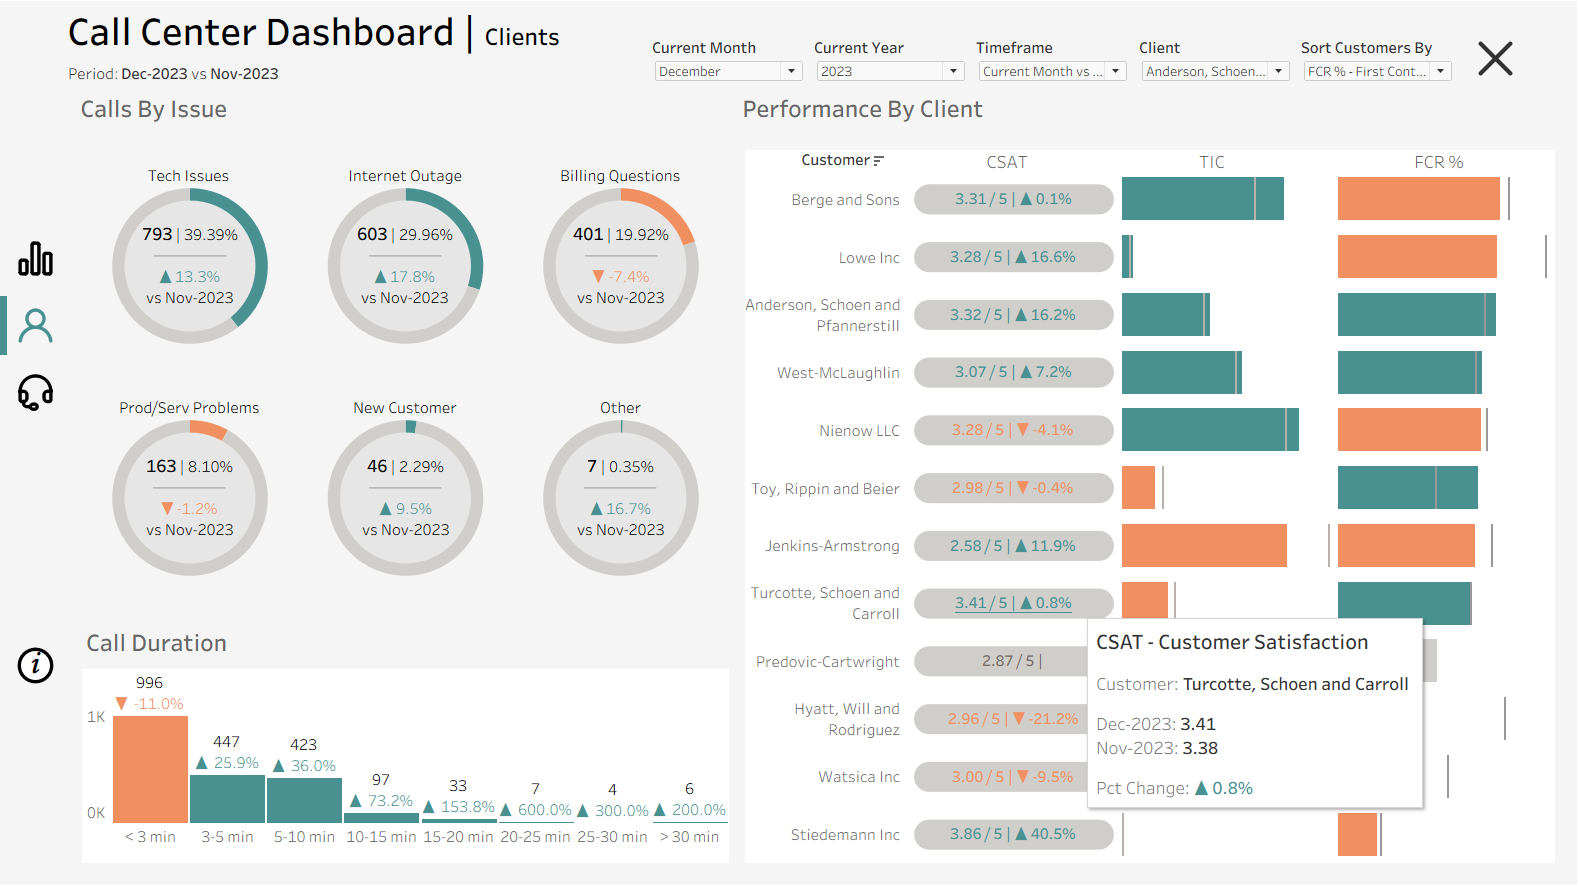 Call Center Dashboard | Clients
Period: Dec-2023 vs Nov-2023
Current Month
December
Current Year
2023
Timeframe
Current Month vs ...
Client
Anderson, Schoen...
Sort Customers By
FCR % - First Cont...
Calls By Issue
Tech Issues
793 | 39.39%
▲ 13.3%
vs Nov-2023
Internet Outage
603 | 29.96%
▲ 17.8%
vs Nov-2023
Billing Questions
401 | 19.92%
▼ -7.4%
vs Nov-2023
Prod/Serv Problems
163 | 8.10%
▼ -1.2%
vs Nov-2023
New Customer
46 | 2.29%
▲ 9.5%
vs Nov-2023
Other
7 | 0.35%
▲ 16.7%
vs Nov-2023
Call Duration
1K
0K
996
▼ -11.0%
< 3 min
447
▲ 25.9%
3-5 min
423
▲ 36.0%
5-10 min
97
▲ 73.2%
10-15 min
33
▲ 153.8%
15-20 min
7
▲ 600.0%
20-25 min
4
▲ 300.0%
25-30 min
6
▲ 200.0%
> 30 min
i
Performance By Client
Customer CSAT TIC FCR %
Berge and Sons 3.31 / 5 | ▲ 0.1%
Lowe Inc 3.28 / 5 | ▲ 16.6%
Anderson, Schoen and
Pfannerstill 3.32 / 5 | ▲ 16.2%
West-McLaughlin 3.07 / 5 | ▲ 7.2%
Nienow LLC 3.28 / 5 | ▼ -4.1%
Toy, Rippin and Beier 2.98 / 5 | ▼ -0.4%
Jenkins-Armstrong 2.58 / 5 | ▲ 11.9%
Turcotte, Schoen and
Carroll 3.41 / 5 | ▲ 0.8%
Predovic-Cartwright 2.87 / 5 |
Hyatt, Will and
Rodriguez 2.96 / 5 | ▼ -21.2%
Watsica Inc 3.00 / 5 | ▼ -9.5%
Stiedemann Inc 3.86 / 5 | ▲ 40.5%
CSAT - Customer Satisfaction
Customer: Turcotte, Schoen and Carroll
Dec-2023: 3.41
Nov-2023: 3.38
Pct Change: ▲ 0.8%